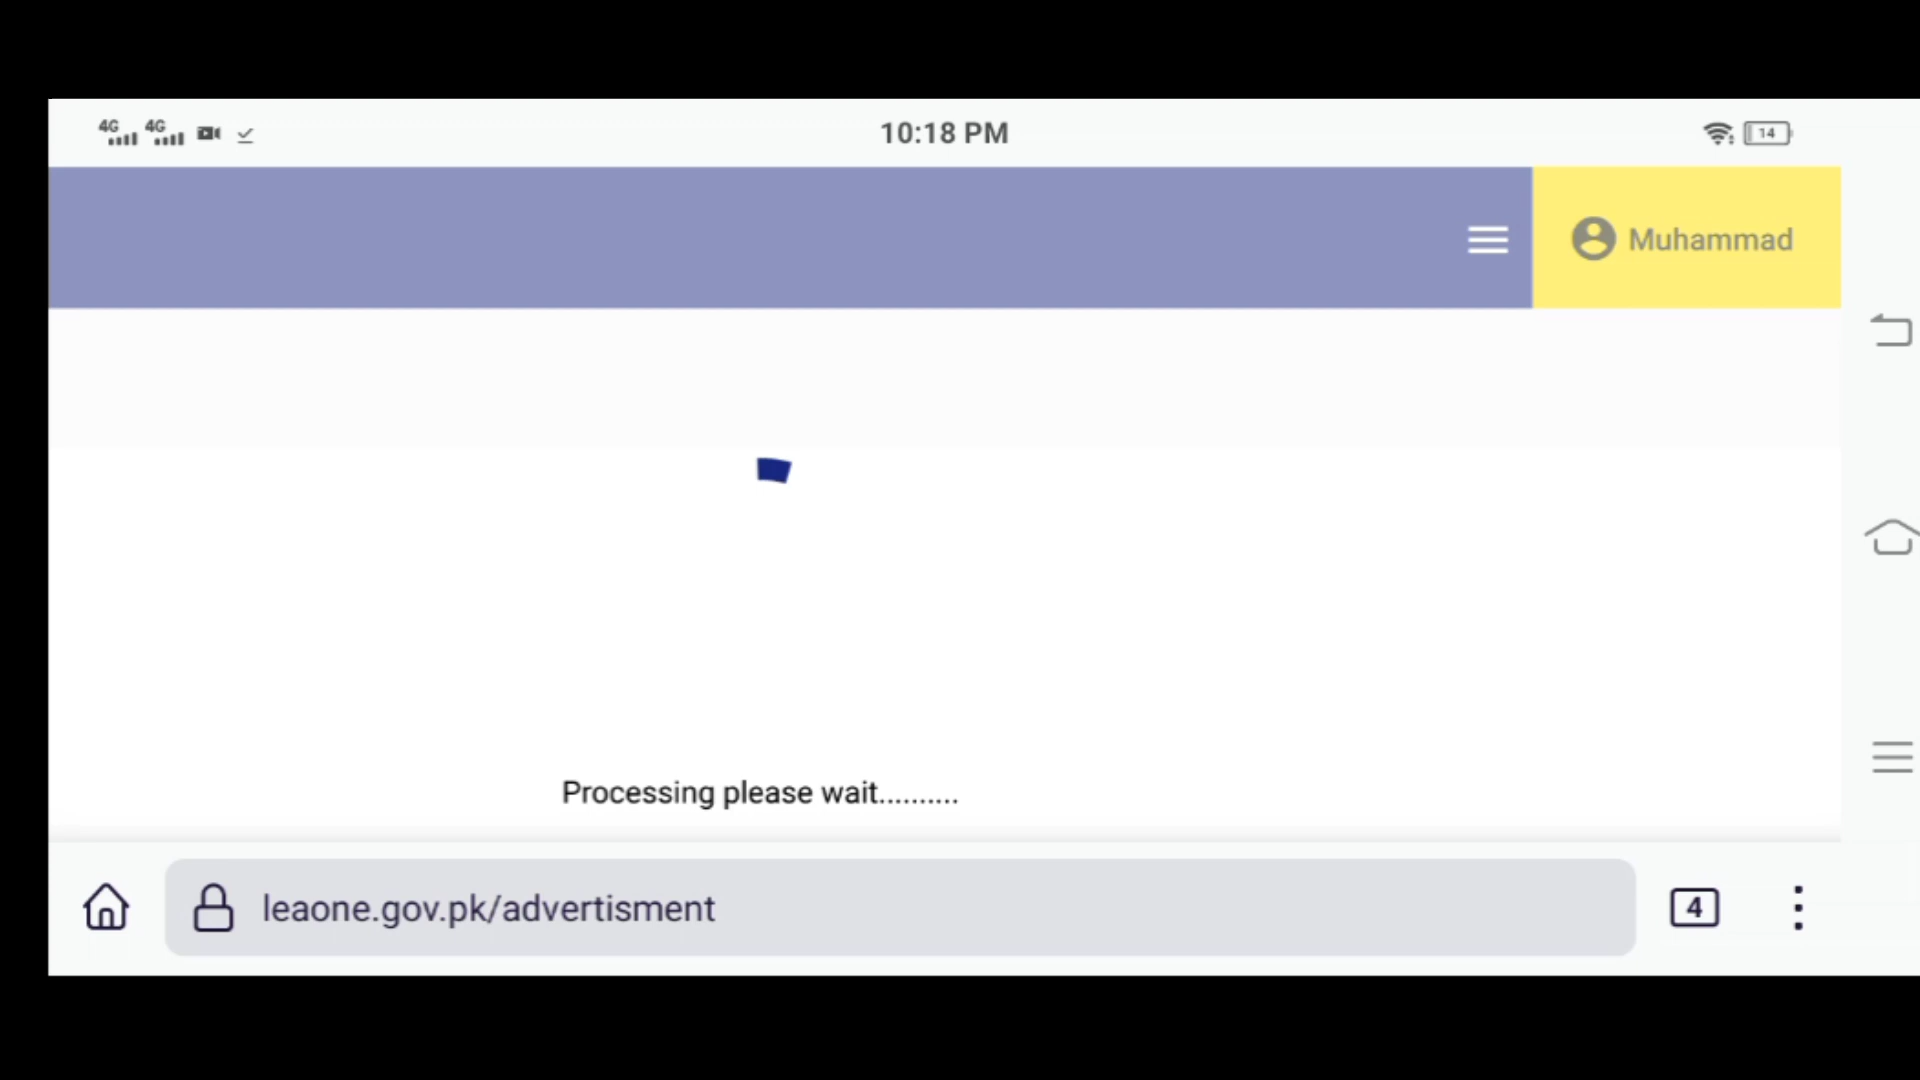 4G 4G 10:18 PM 14
Muhammad
Processing please wait..........
leaone.gov.pk/advertisment 4